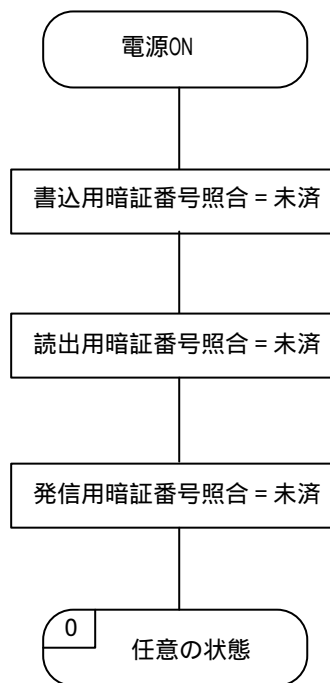 電源ON
書込用暗証番号照合 = 未済
読出用暗証番号照合 = 未済
発信用暗証番号照合 = 未済
0
任意の状態